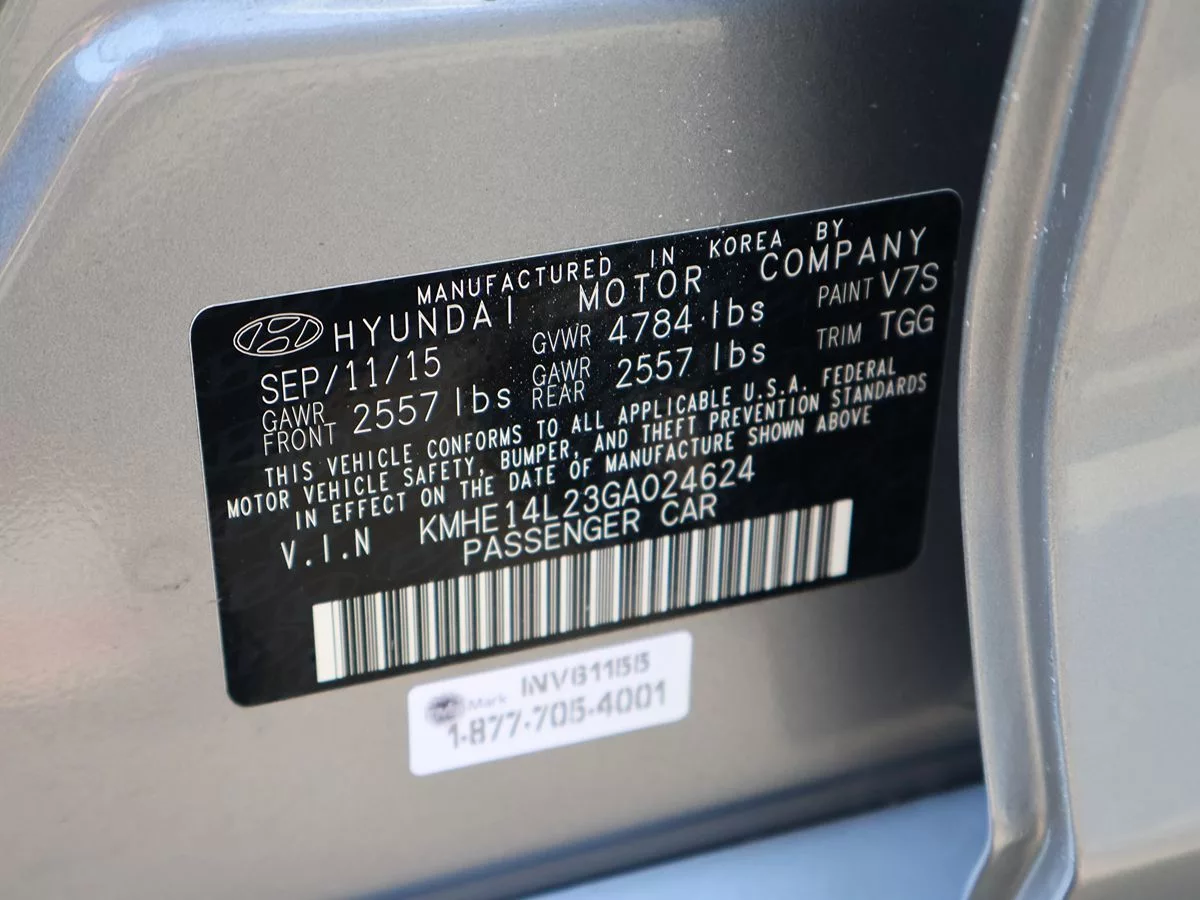 MANUFACTURED IN KOREA BY
HYUNDAI MOTOR COMPANY
SEP/11/15 GVWR 4784 lbs PAINT V7S
GAWR FRONT 2557 lbs GAWR REAR 2557 lbs TRIM TGG
THIS VEHICLE CONFORMS TO ALL APPLICABLE U.S.A. FEDERAL
MOTOR VEHICLE SAFETY, BUMPER, AND THEFT PREVENTION STANDARDS
IN EFFECT ON THE DATE OF MANUFACTURE SHOWN ABOVE
V.I.N KMHE14L23GA024624
PASSENGER CAR
Mark
1-877-705-4001